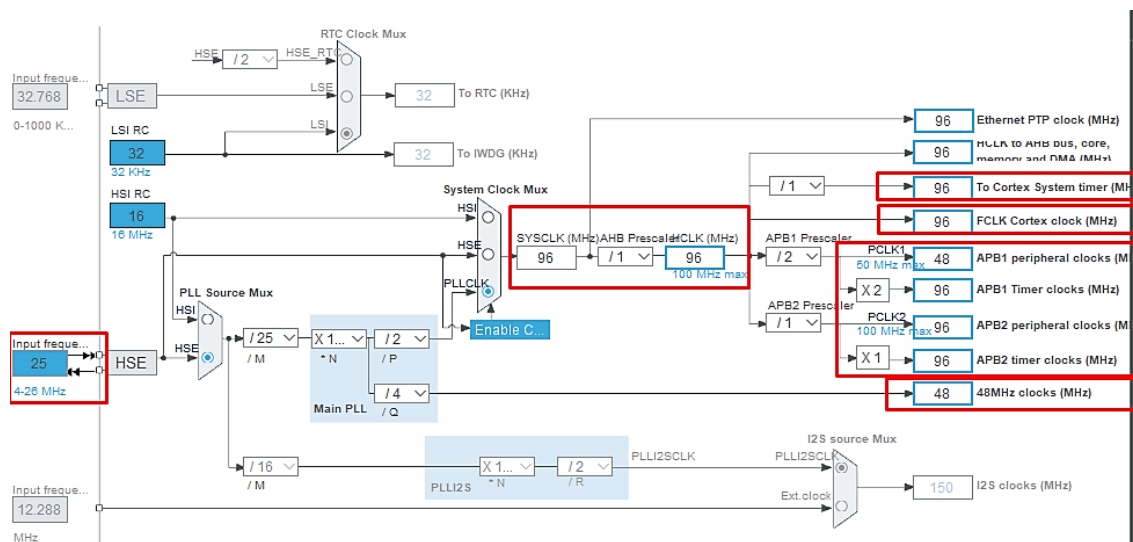 RTC Clock Mux
HSE
/ 2
HSE_RTC
Input freque...
32.768
LSE
LSE
32
To RTC (KHz)
0-1000 K...
LSI RC
LSI
32
32 KHz
32
To IWDG (KHz)
HSI RC
16
16 MHz
System Clock Mux
HSI
HSE
PLLCLK
Enable C...
SYSCLK (MHz)
AHB Prescaler
HCLK (MHz)
96
/ 1
96
100 MHz max
96
Ethernet PTP clock (MHz)
96
HCLK to AHB bus, core,
memory and DMA (MHz)
/ 1
96
To Cortex System timer (MH
96
FCLK Cortex clock (MHz)
APB1 Prescaler
/ 2
PCLK1
50 MHz max
48
APB1 peripheral clocks (M
X 2
96
APB1 Timer clocks (MHz)
APB2 Prescaler
/ 1
PCLK2
100 MHz max
96
APB2 peripheral clocks (M
X 1
96
APB2 timer clocks (MHz)
48
48MHz clocks (MHz)
PLL Source Mux
HSI
HSE
Input freque...
25
4-26 MHz
HSE
/ 25
/ M
X 1...
* N
/ 2
/ P
/ 4
/ Q
Main PLL
/ 16
/ M
X 1...
* N
/ 2
/ R
PLLI2S
PLLI2SCLK
I2S source Mux
PLLI2SCLK
Ext.clock
150
I2S clocks (MHz)
Input freque...
12.288
MHz